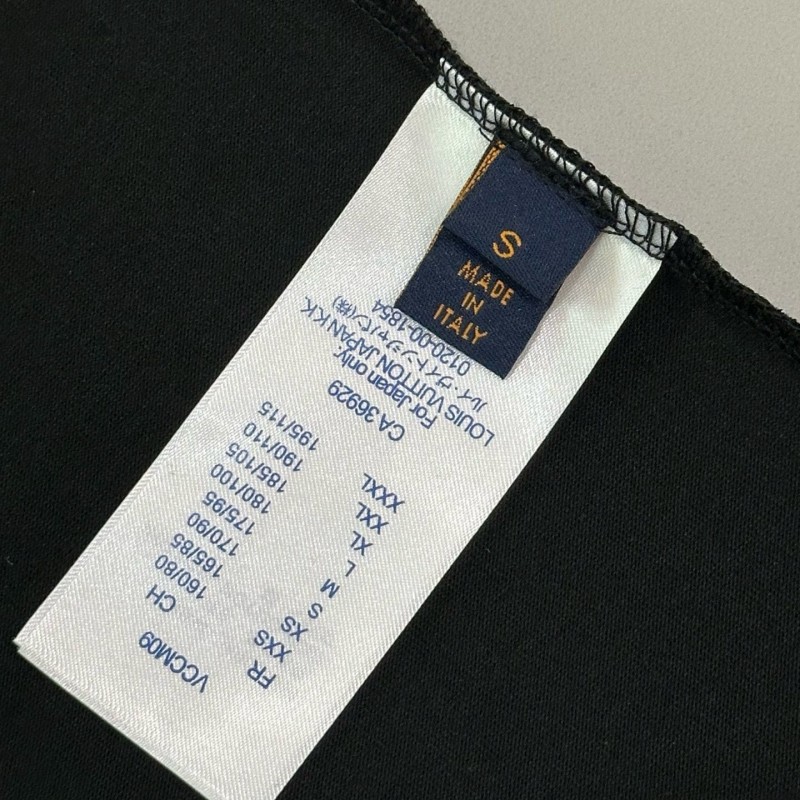 S
MADE
IN
ITALY
VCCM09
FR CH
XXS 160/80
XS 165/85
S 170/90
M 175/95
L 180/100
XL 185/105
XXL 190/110
XXXL 195/115
CA 36929
For Japan only:
LOUIS VUITTON JAPAN K.K.
ルイ・ヴィトンジャパン(株)
0120-00-1854